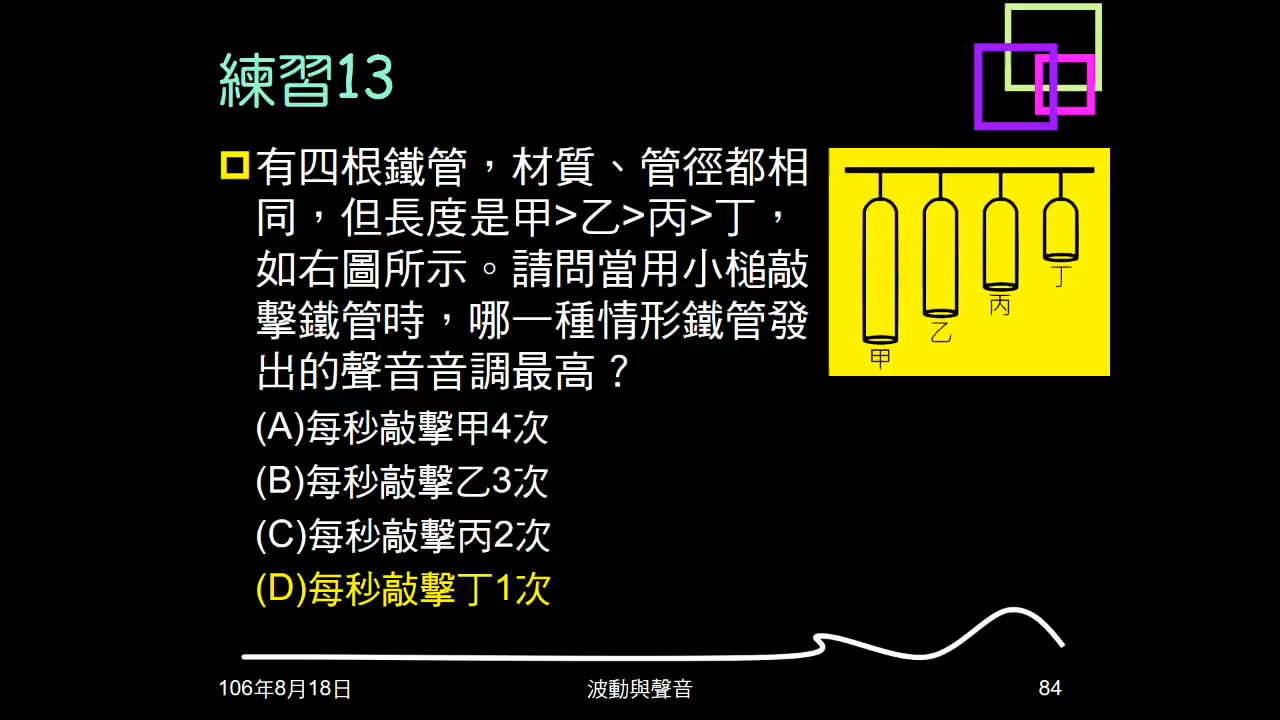 練習13
有四根鐵管，材質、管徑都相
同，但長度是甲>乙>丙>丁，
如右圖所示。請問當用小槌敲
擊鐵管時，哪一種情形鐵管發
出的聲音音調最高？
(A)每秒敲擊甲4次
(B)每秒敲擊乙3次
(C)每秒敲擊丙2次
(D)每秒敲擊丁1次
甲
乙
丙
丁
106年8月18日
波動與聲音
84